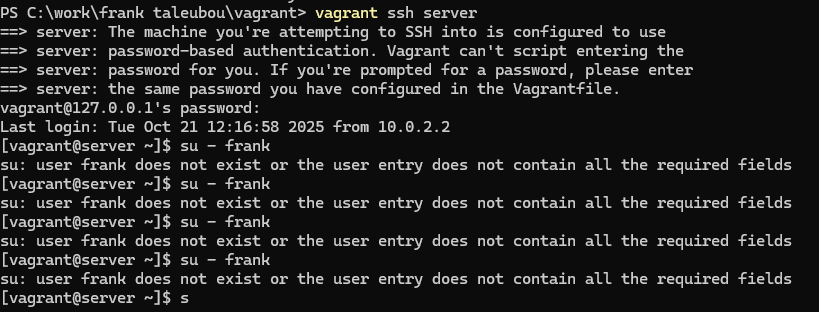 PS C:\work\frank taleubou\vagrant> vagrant ssh server
==> server: The machine you're attempting to SSH into is configured to use
==> server: password-based authentication. Vagrant can't script entering the
==> server: password for you. If you're prompted for a password, please enter
==> server: the same password you have configured in the Vagrantfile.
vagrant@127.0.0.1's password:
Last login: Tue Oct 21 12:16:58 2025 from 10.0.2.2
[vagrant@server ~]$ su - frank
su: user frank does not exist or the user entry does not contain all the required fields
[vagrant@server ~]$ su - frank
su: user frank does not exist or the user entry does not contain all the required fields
[vagrant@server ~]$ su - frank
su: user frank does not exist or the user entry does not contain all the required fields
[vagrant@server ~]$ su - frank
su: user frank does not exist or the user entry does not contain all the required fields
[vagrant@server ~]$ s